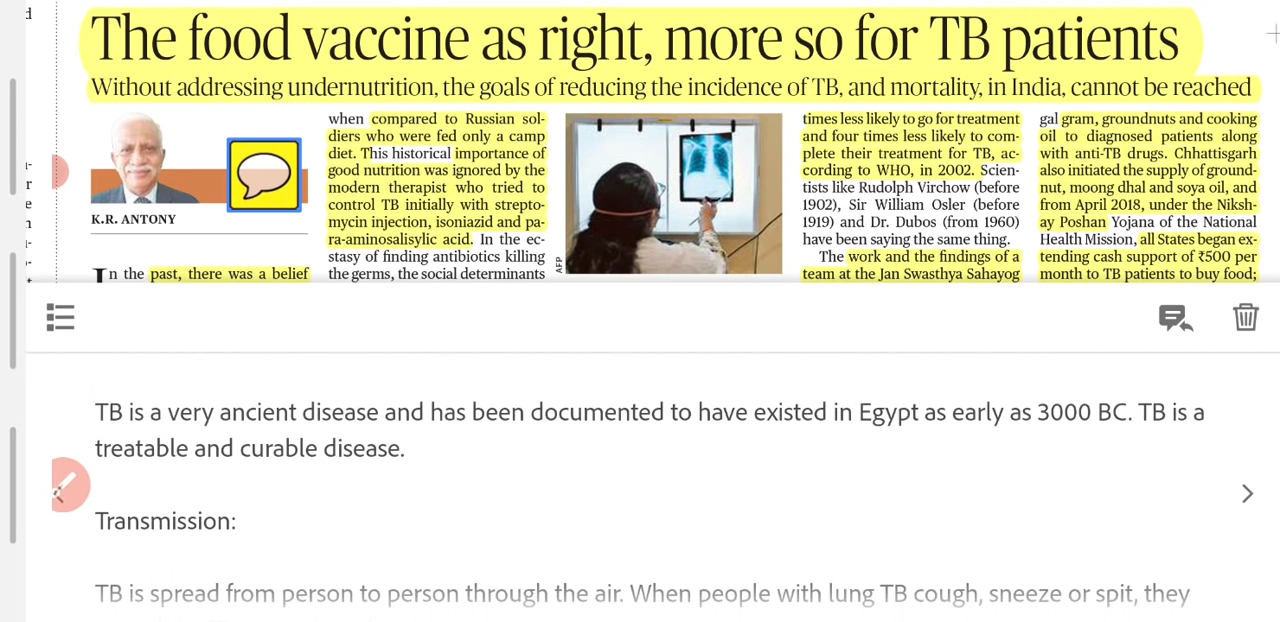 d
The food vaccine as right, more so for TB patients
Without addressing undernutrition, the goals of reducing the incidence of TB, and mortality, in India, cannot be reached
K.R. ANTONY
In the past, there was a belief
when compared to Russian sol-
diers who were fed only a camp
diet. This historical importance of
good nutrition was ignored by the
modern therapist who tried to
control TB initially with strepto-
mycin injection, isoniazid and pa-
ra-aminosalisylic acid. In the ec-
stasy of finding antibiotics killing
the germs, the social determinants
AFP
times less likely to go for treatment
and four times less likely to com-
plete their treatment for TB, ac-
cording to WHO, in 2002. Scien-
tists like Rudolph Virchow (before
1902), Sir William Osler (before
1919) and Dr. Dubos (from 1960)
have been saying the same thing.
The work and the findings of a
team at the Jan Swasthya Sahayog
gal gram, groundnuts and cooking
oil to diagnosed patients along
with anti-TB drugs. Chhattisgarh
also initiated the supply of ground-
nut, moong dhal and soya oil, and
from April 2018, under the Niksh-
ay Poshan Yojana of the National
Health Mission, all States began ex-
tending cash support of ₹500 per
month to TB patients to buy food;
TB is a very ancient disease and has been documented to have existed in Egypt as early as 3000 BC. TB is a
treatable and curable disease.
Transmission:
TB is spread from person to person through the air. When people with lung TB cough, sneeze or spit, they